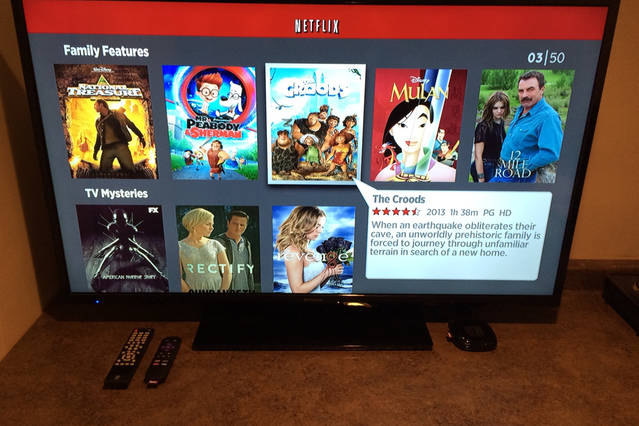 NETFLIX
Family Features
03|50
Disney
NATIONAL
TREASURE
MR.
PEABODY
& SHERMAN
THE
CROODS
Disney
MULAN
12
MILE
ROAD
TV Mysteries
The Croods
2013 1h 38m PG HD
When an earthquake obliterates their
cave, an unworldly prehistoric family is
forced to journey through unfamiliar
terrain in search of a new home.
FX
AMERICAN HORROR STORY
RECTIFY
SUNDANCETV
revenge